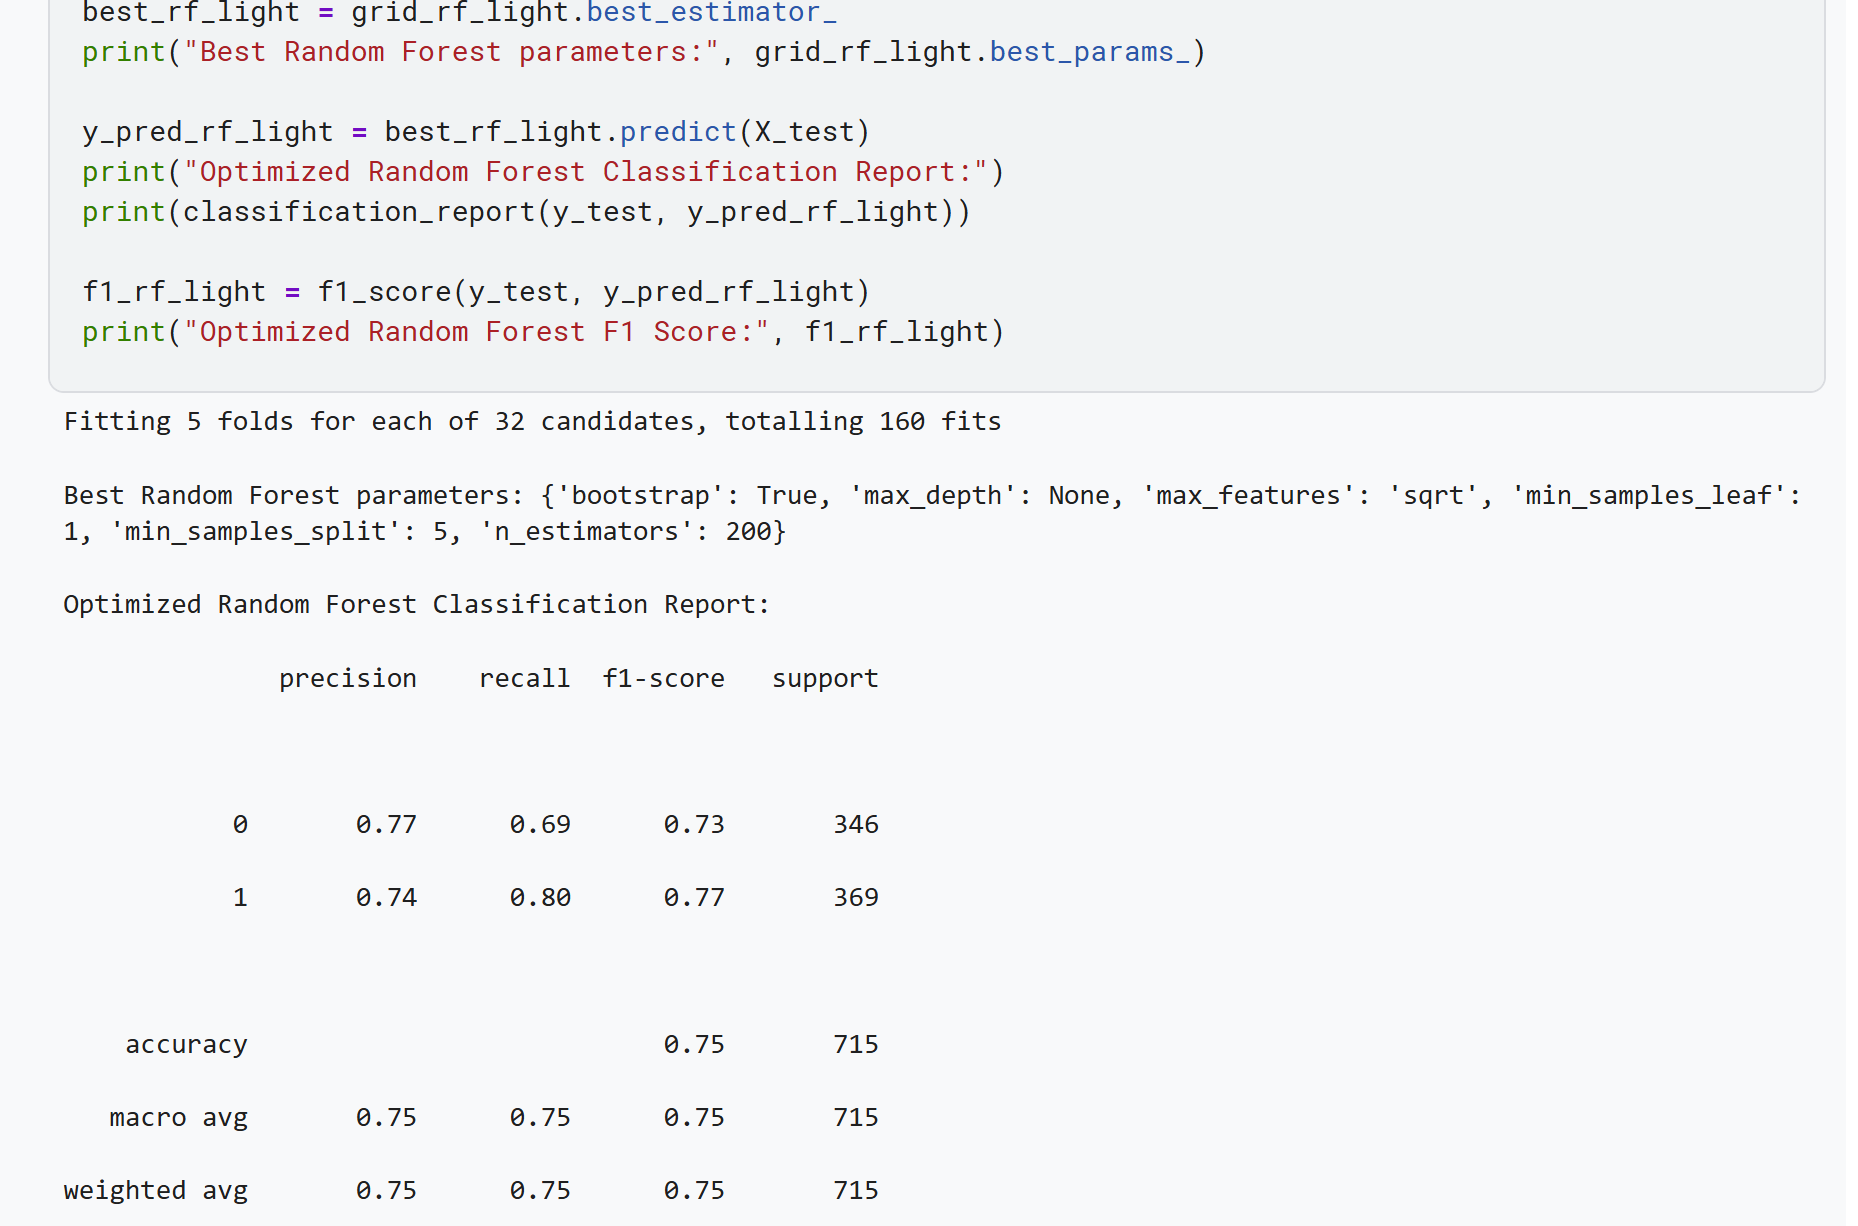 best_rf_light = grid_rf_light.best_estimator_
print("Best Random Forest parameters:", grid_rf_light.best_params_)
y_pred_rf_light = best_rf_light.predict(X_test)
print("Optimized Random Forest Classification Report:")
print(classification_report(y_test, y_pred_rf_light))
f1_rf_light = f1_score(y_test, y_pred_rf_light)
print("Optimized Random Forest F1 Score:", f1_rf_light)
Fitting 5 folds for each of 32 candidates, totalling 160 fits
Best Random Forest parameters: {'bootstrap': True, 'max_depth': None, 'max_features': 'sqrt', 'min_samples_leaf':
1, 'min_samples_split': 5, 'n_estimators': 200}
Optimized Random Forest Classification Report:
precision recall f1-score support
0 0.77 0.69 0.73 346
1 0.74 0.80 0.77 369
accuracy 0.75 715
macro avg 0.75 0.75 0.75 715
weighted avg 0.75 0.75 0.75 715